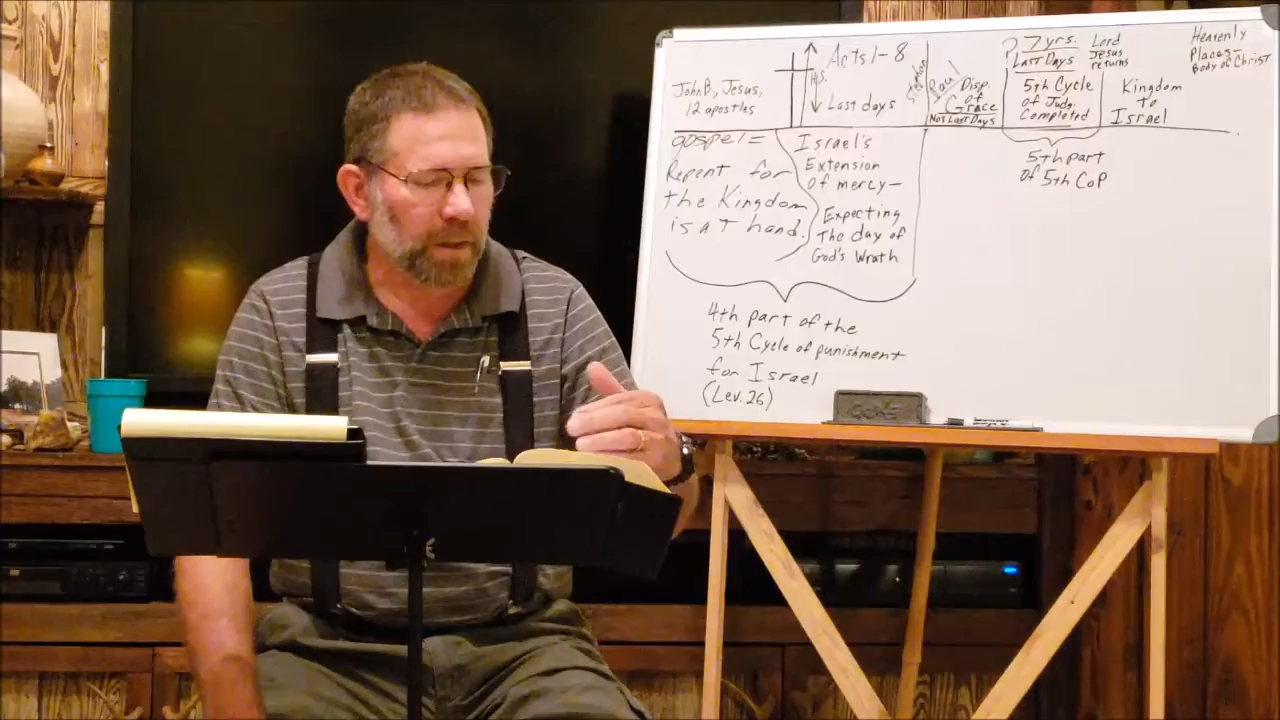 John B, Jesus,
12 apostles
Acts 1-8
H.S.
Last days
Stephen
Paul
Disp.
of
Grace
Not Last Days
? 7 yrs.
Last Days
5th Cycle
of Judg.
Completed
Lord
Jesus
returns
Kingdom
to
Israel
Heavenly
Places-
Body of Christ
gospel =
Repent for
the Kingdom
is at hand.
Israel's
Extension
of mercy-
Expecting
The day of
God's Wrath
5th part
of 5th CoP
4th part of the
5th Cycle of punishment
for Israel
(Lev. 26)